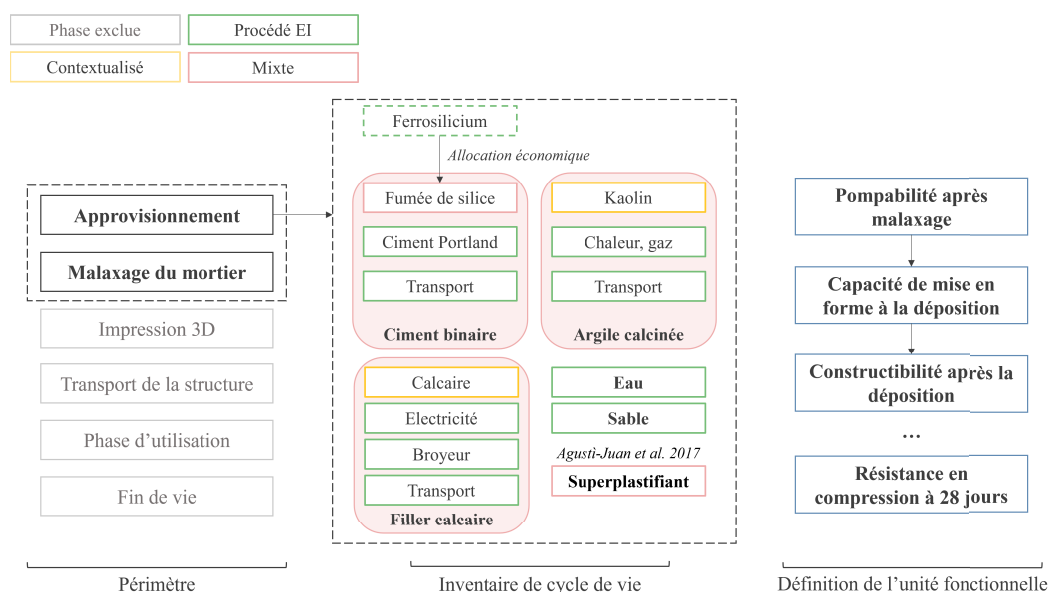 Phase exclue
Procédé EI
Contextualisé
Mixte
Approvisionnement
Malaxage du mortier
Impression 3D
Transport de la structure
Phase d’utilisation
Fin de vie
Périmètre
Ferrosilicium
Allocation économique
Fumée de silice
Ciment Portland
Transport
Ciment binaire
Kaolin
Chaleur, gaz
Transport
Argile calcinée
Calcaire
Electricité
Broyeur
Transport
Filler calcaire
Eau
Sable
Agustì-Juan et al. 2017
Superplastifiant
Inventaire de cycle de vie
Pompabilité après
malaxage
Capacité de mise en
forme à la déposition
Constructibilité après la
déposition
...
Résistance en
compression à 28 jours
Définition de l’unité fonctionnelle